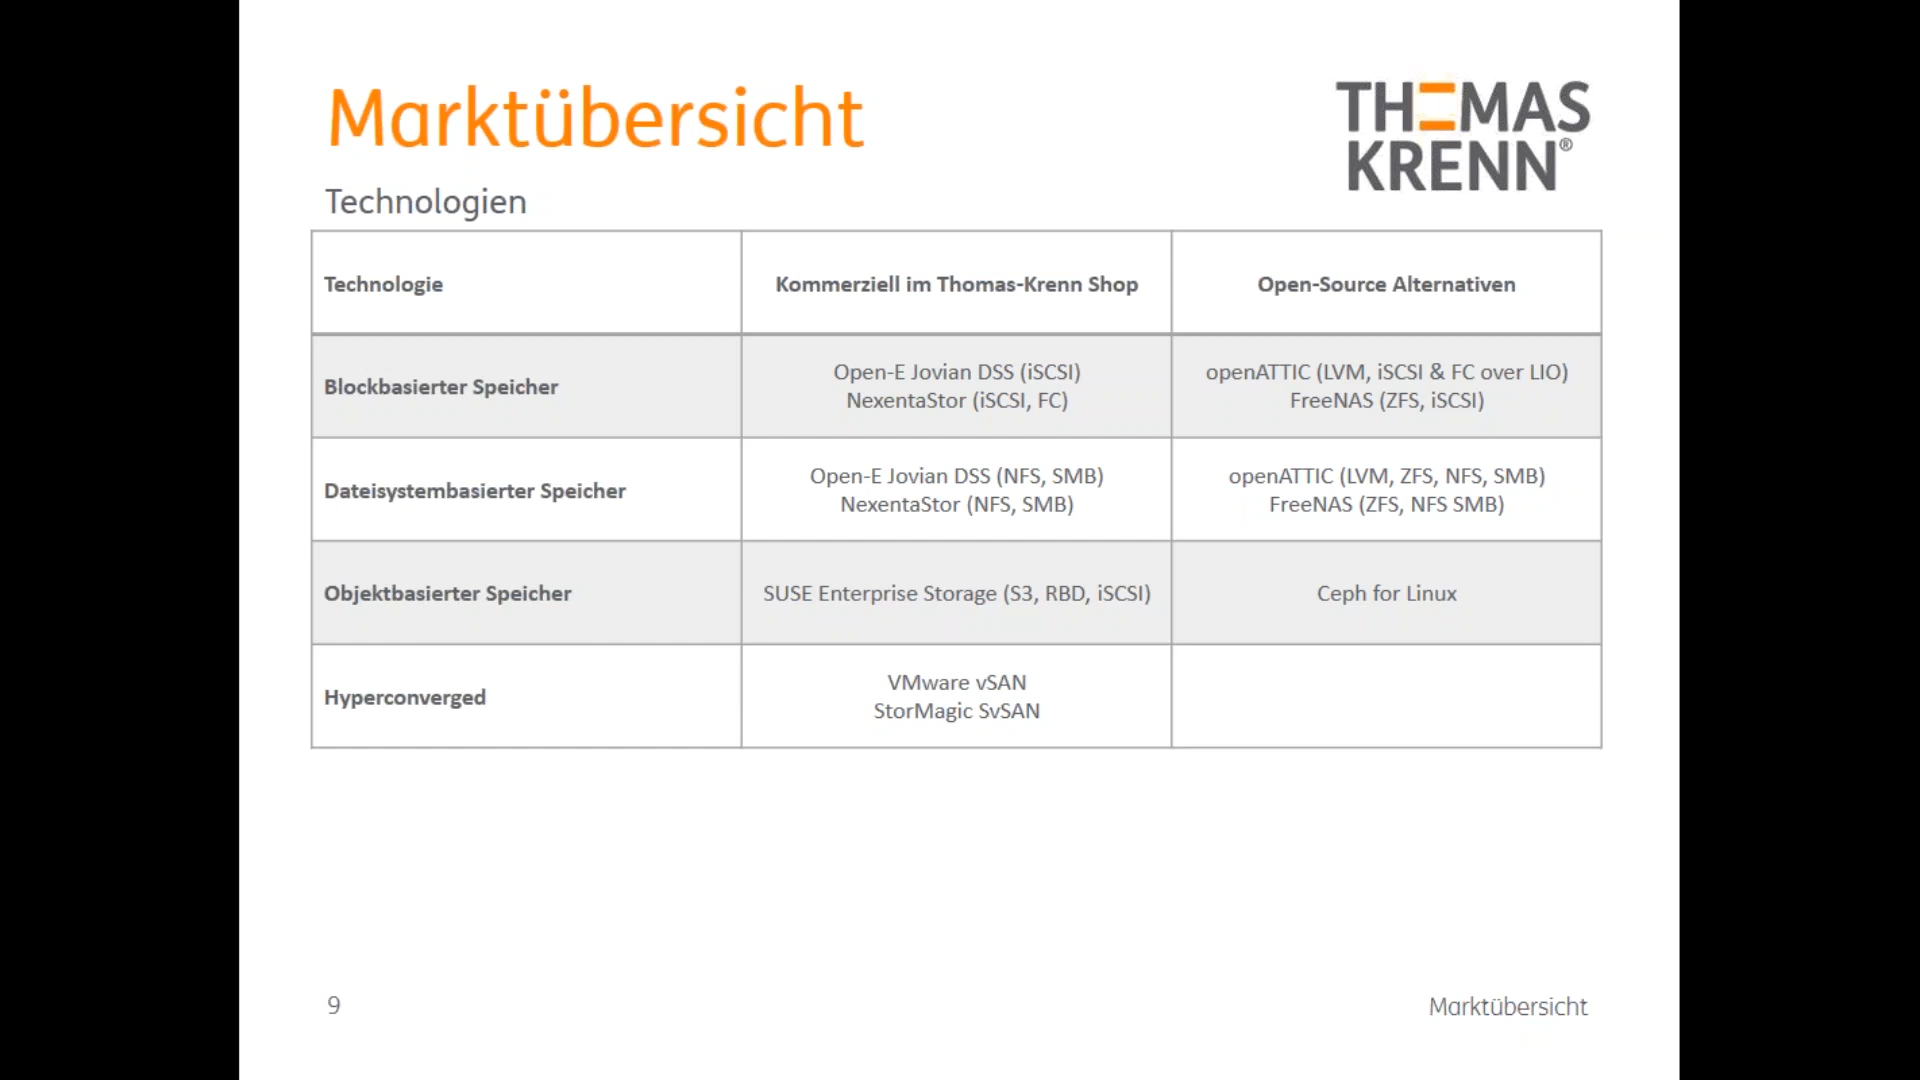 Marktübersicht
THOMAS
KRENN®
Technologien
Technologie
Kommerziell im Thomas-Krenn Shop
Open-Source Alternativen
Blockbasierter Speicher
Open-E Jovian DSS (iSCSI)
NexentaStor (iSCSI, FC)
openATTIC (LVM, iSCSI & FC over LIO)
FreeNAS (ZFS, iSCSI)
Dateisystembasierter Speicher
Open-E Jovian DSS (NFS, SMB)
NexentaStor (NFS, SMB)
openATTIC (LVM, ZFS, NFS, SMB)
FreeNAS (ZFS, NFS SMB)
Objektbasierter Speicher
SUSE Enterprise Storage (S3, RBD, iSCSI)
Ceph for Linux
Hyperconverged
VMware vSAN
StorMagic SvSAN
9
Marktübersicht